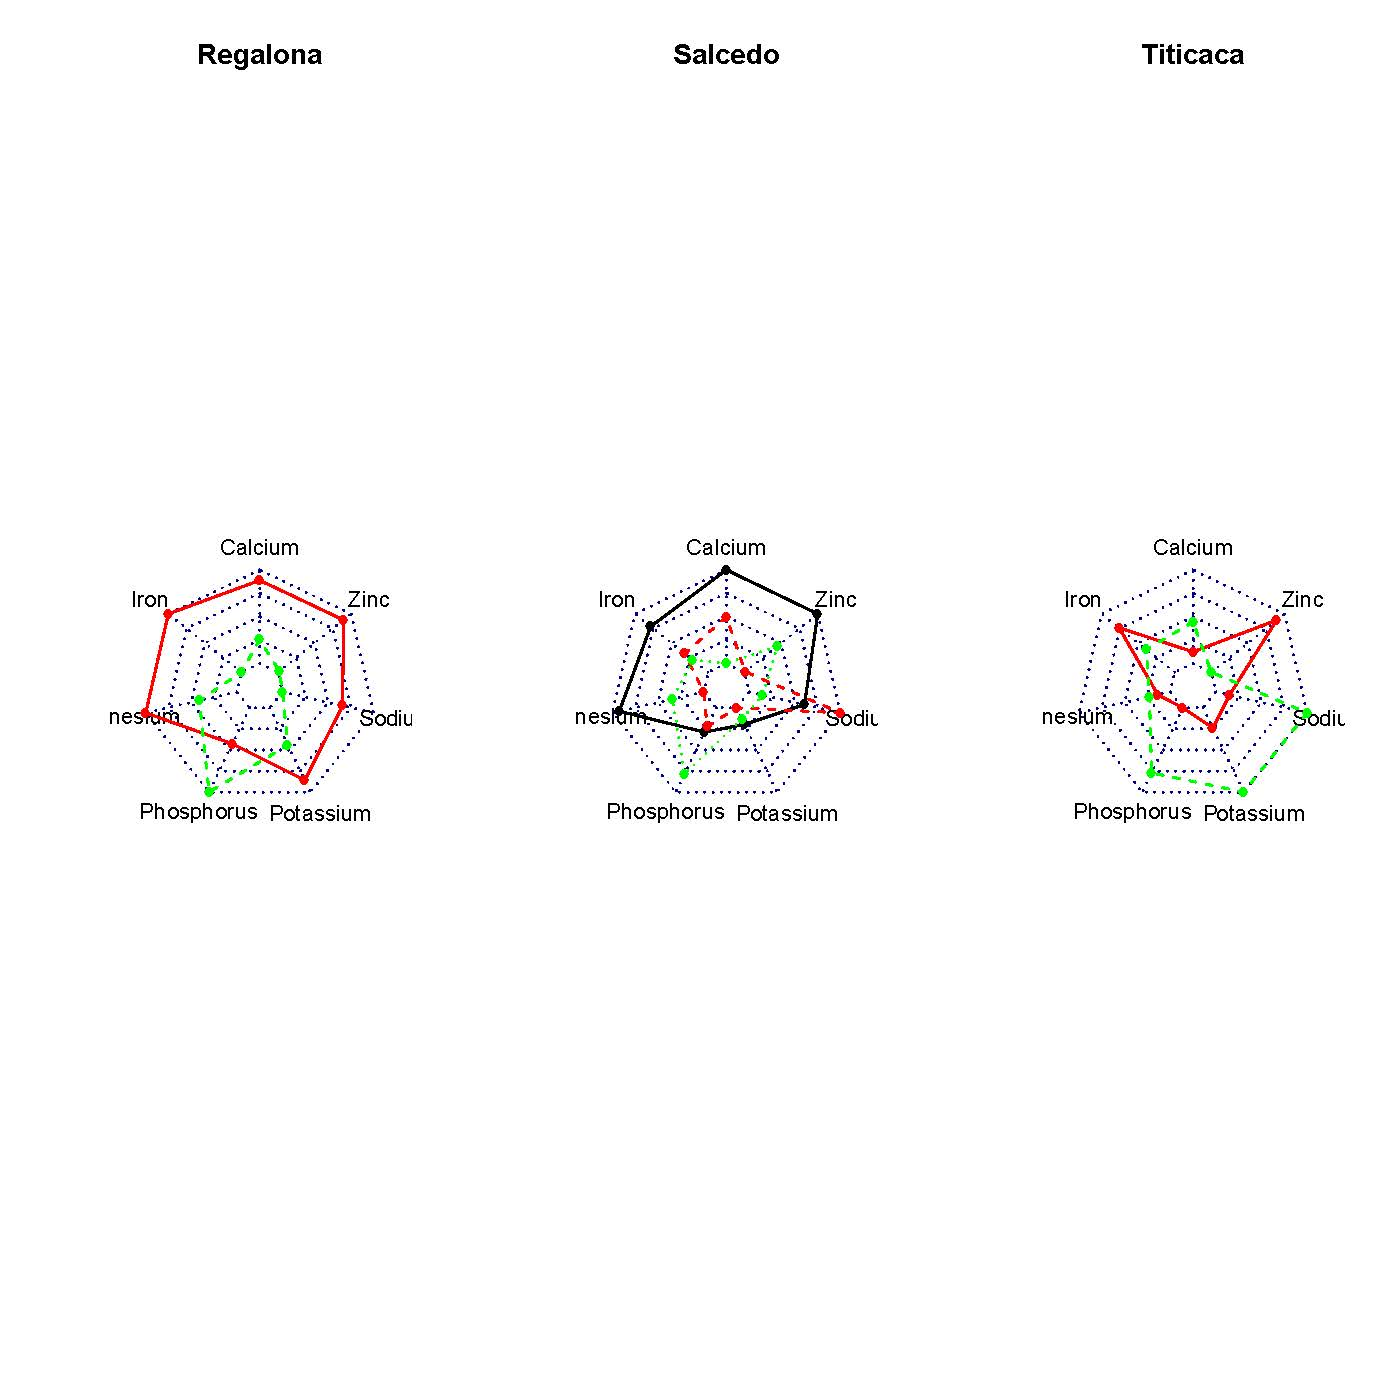 Regalona
Salcedo
Titicaca
Calcium
Iron
Zinc
nesium
Sodiu
Phosphorus
Potassium
Calcium
Iron
Zinc
nesium
Sodiu
Phosphorus
Potassium
Calcium
Iron
Zinc
nesium
Sodiu
Phosphorus
Potassium